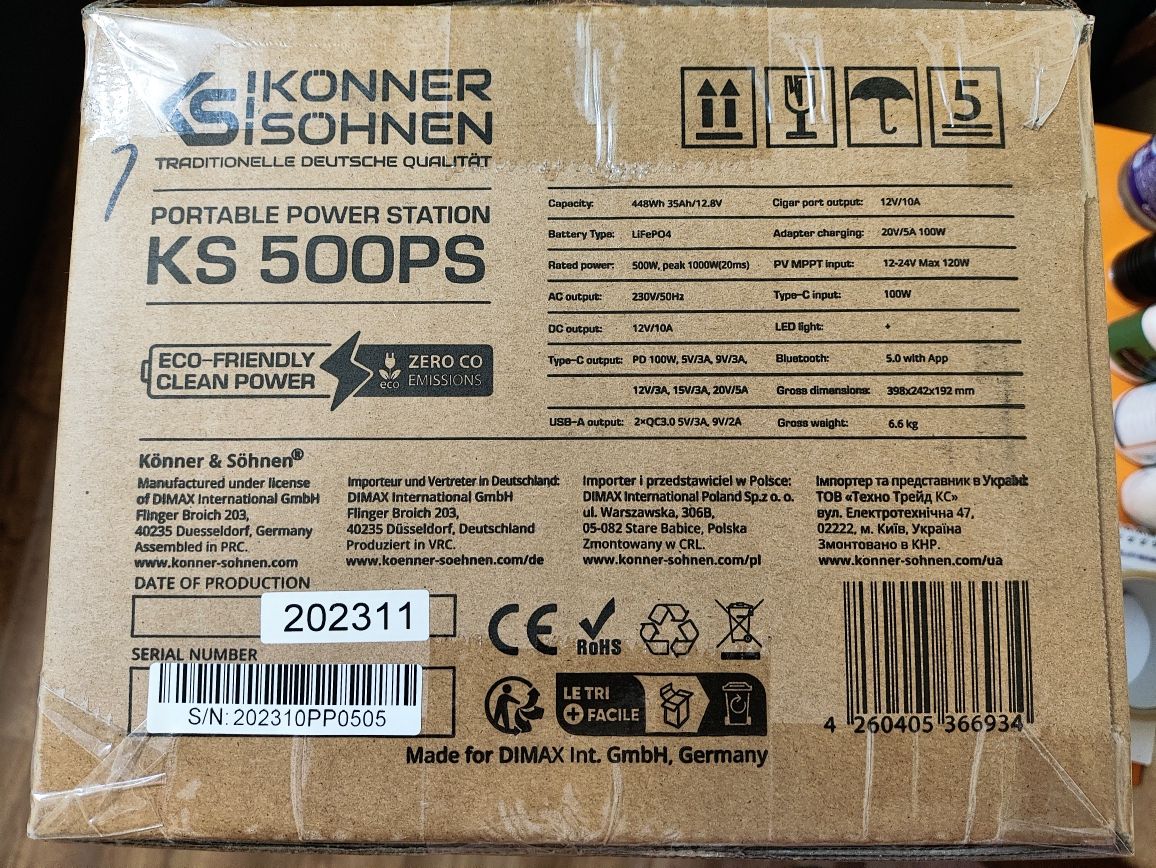 KÖNNER
SÖHNEN
TRADITIONELLE DEUTSCHE QUALITÄT
5
7
PORTABLE POWER STATION
KS 500PS
ECO-FRIENDLY
CLEAN POWER
eco
ZERO CO
EMISSIONS
Capacity: 448Wh 35Ah/12.8V Cigar port output: 12V/10A
Battery Type: LiFePO4 Adapter charging: 20V/5A 100W
Rated power: 500W, peak 1000W(20ms) PV MPPT input: 12-24V Max 120W
AC output: 230V/50Hz Type-C input: 100W
DC output: 12V/10A LED light: +
Type-C output: PD 100W, 5V/3A, 9V/3A, Bluetooth: 5.0 with App
12V/3A, 15V/3A, 20V/5A Gross dimensions: 398x242x192 mm
USB-A output: 2×QC3.0 5V/3A, 9V/2A Gross weight: 6.6 kg
Könner & Söhnen®
Manufactured under license
of DIMAX International GmbH
Flinger Broich 203,
40235 Duesseldorf, Germany
Assembled in PRC.
www.konner-sohnen.com
Importeur und Vertreter in Deutschland:
DIMAX International GmbH
Flinger Broich 203,
40235 Düsseldorf, Deutschland
Produziert in VRC.
www.koenner-soehnen.com/de
Importer i przedstawiciel w Polsce:
DIMAX International Poland Sp.z o. o.
ul. Warszawska, 306B,
05-082 Stare Babice, Polska
Zmontowany w CRL.
www.konner-sohnen.com/pl
Імпортер та представник в Україні:
ТОВ «Техно Трейд КС»
вул. Електротехнічна 47,
02222, м. Київ, Україна
Змонтовано в КНР.
www.konner-sohnen.com/ua
DATE OF PRODUCTION
202311
SERIAL NUMBER
S/N: 202310PP0505
CE
RoHS
LE TRI
+ FACILE
4 260405 366934
Made for DIMAX Int. GmbH, Germany